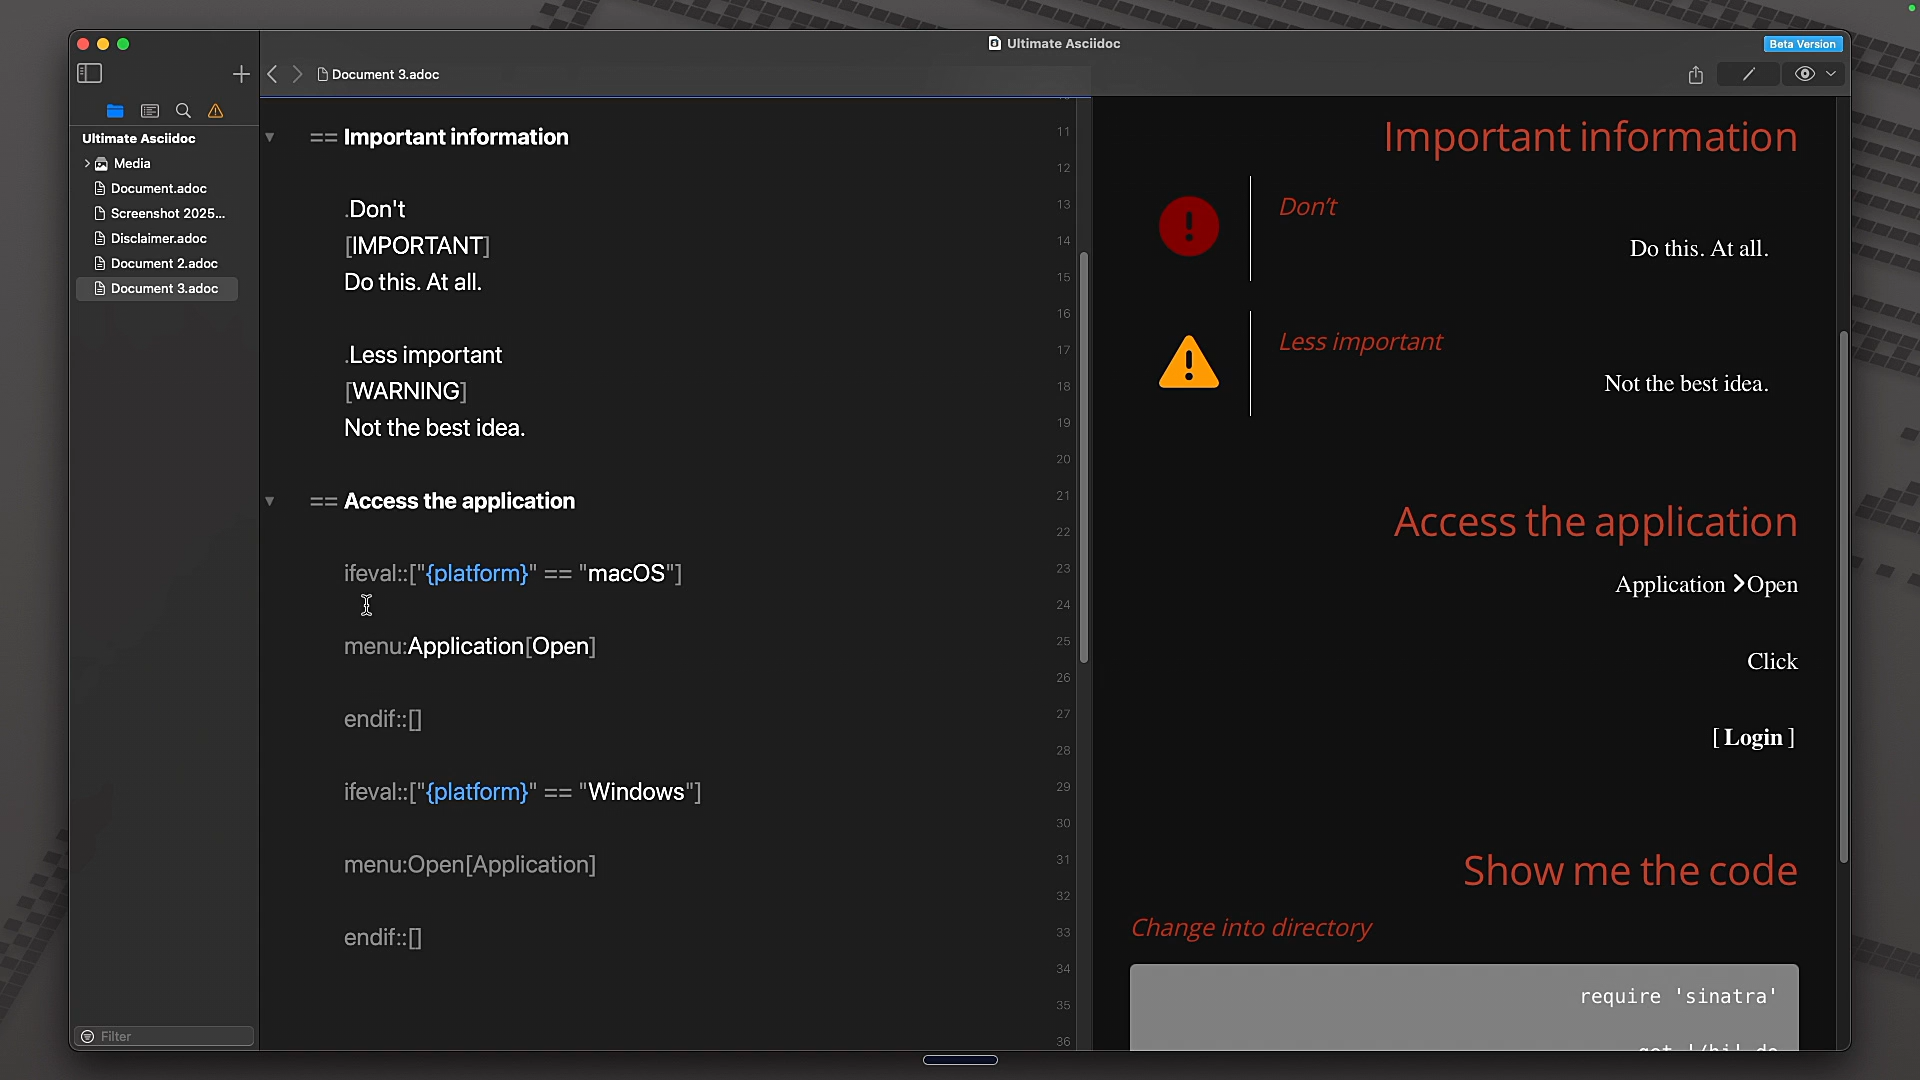 Ultimate Asciidoc
Beta Version
Document 3.adoc
Ultimate Asciidoc
Media
Document.adoc
Screenshot 2025...
Disclaimer.adoc
Document 2.adoc
Document 3.adoc
Filter
== Important information 11
12
.Don't 13
[IMPORTANT] 14
Do this. At all. 15
16
.Less important 17
[WARNING] 18
Not the best idea. 19
20
== Access the application 21
22
ifeval::["{platform}" == "macOS"] 23
24
menu:Application[Open] 25
26
endif::[] 27
28
ifeval::["{platform}" == "Windows"] 29
30
menu:Open[Application] 31
32
endif::[] 33
34
35
36
Important information
Don't
Do this. At all.
Less important
Not the best idea.
Access the application
Application >Open
Click
[ Login ]
Show me the code
Change into directory
require 'sinatra'